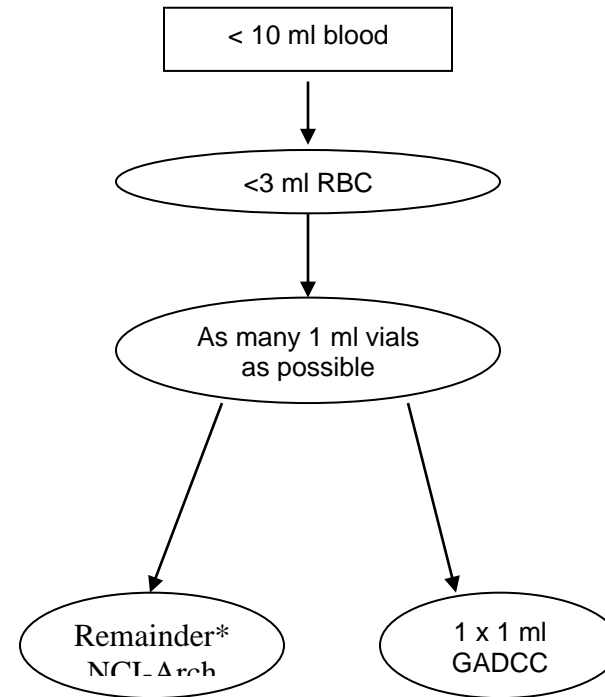 < 10 ml blood
<3 ml RBC
As many 1 ml vials
as possible
Remainder*
NCI-Arch
1 x 1 ml
GADCC